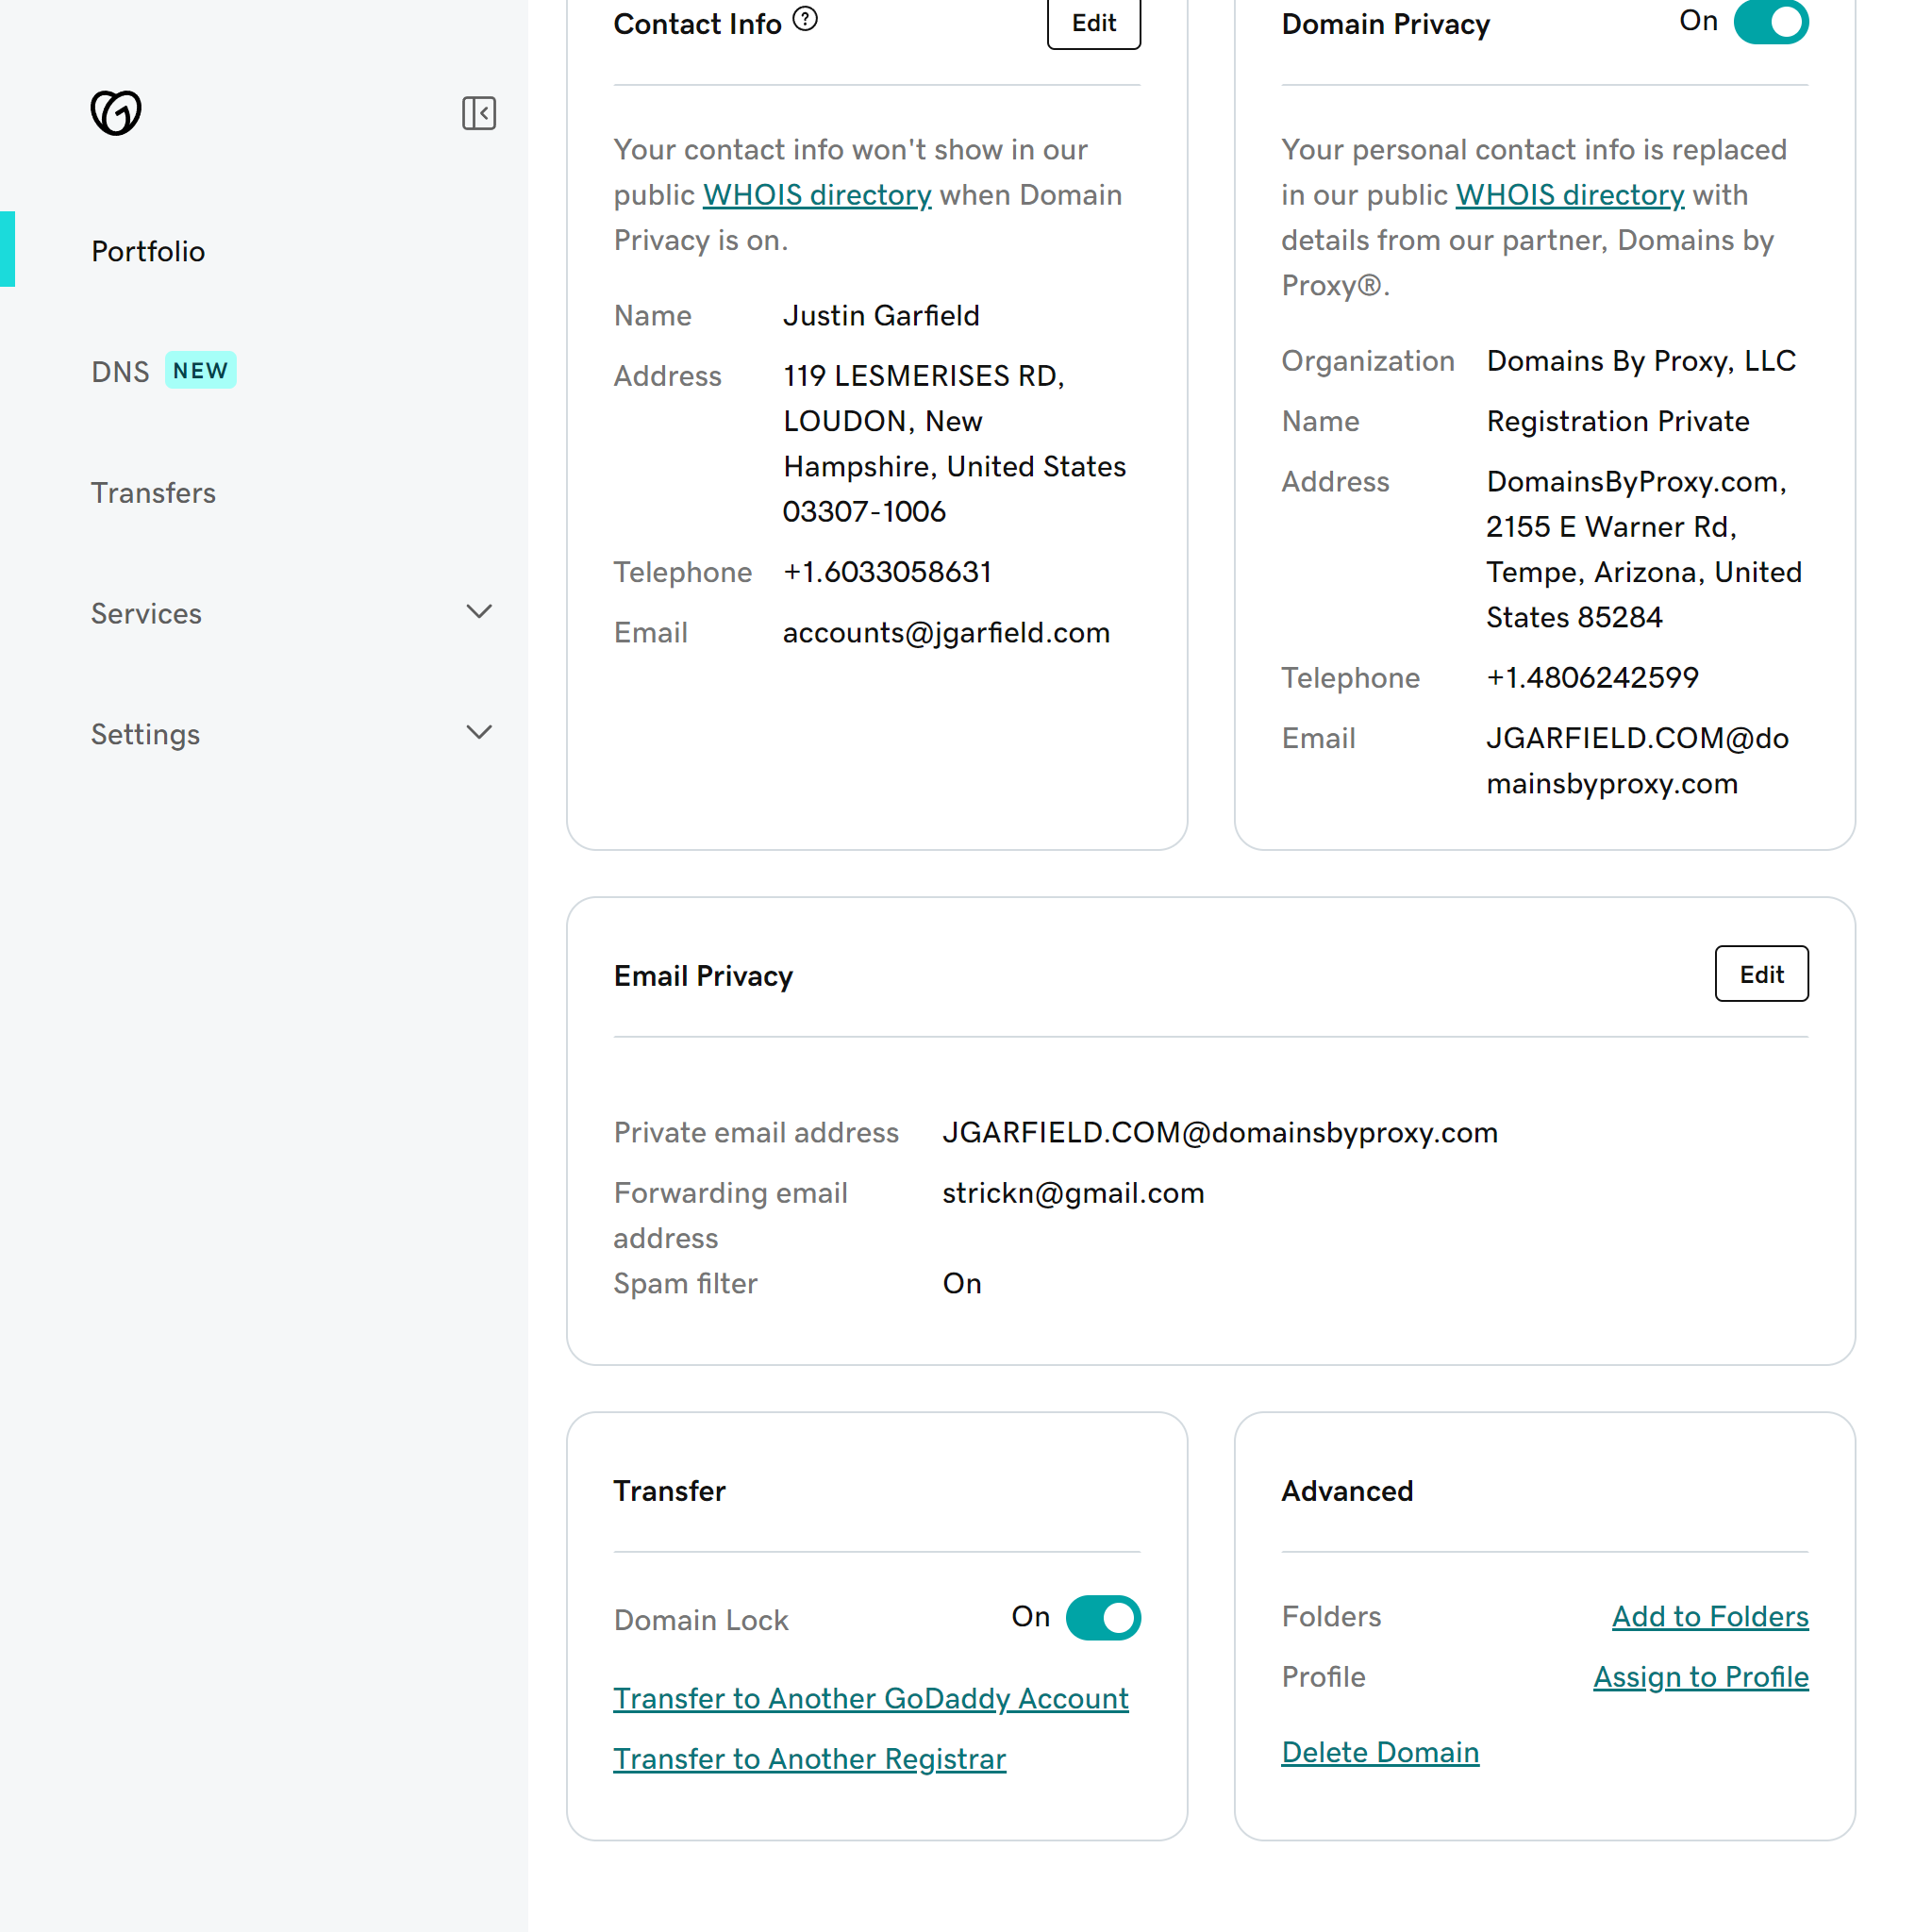 Portfolio
DNS NEW
Transfers
Services
Settings
Contact Info ?
Edit
Your contact info won't show in our
public WHOIS directory when Domain
Privacy is on.
Name Justin Garfield
Address 119 LESMERISES RD,
LOUDON, New
Hampshire, United States
03307-1006
Telephone +1.6033058631
Email accounts@jgarfield.com
Domain Privacy
On
Your personal contact info is replaced
in our public WHOIS directory with
details from our partner, Domains by
Proxy®.
Organization Domains By Proxy, LLC
Name Registration Private
Address DomainsByProxy.com,
2155 E Warner Rd,
Tempe, Arizona, United
States 85284
Telephone +1.4806242599
Email JGARFIELD.COM@do
mainsbyproxy.com
Email Privacy
Edit
Private email address JGARFIELD.COM@domainsbyproxy.com
Forwarding email strickn@gmail.com
address
Spam filter On
Transfer
Domain Lock On
Transfer to Another GoDaddy Account
Transfer to Another Registrar
Advanced
Folders Add to Folders
Profile Assign to Profile
Delete Domain